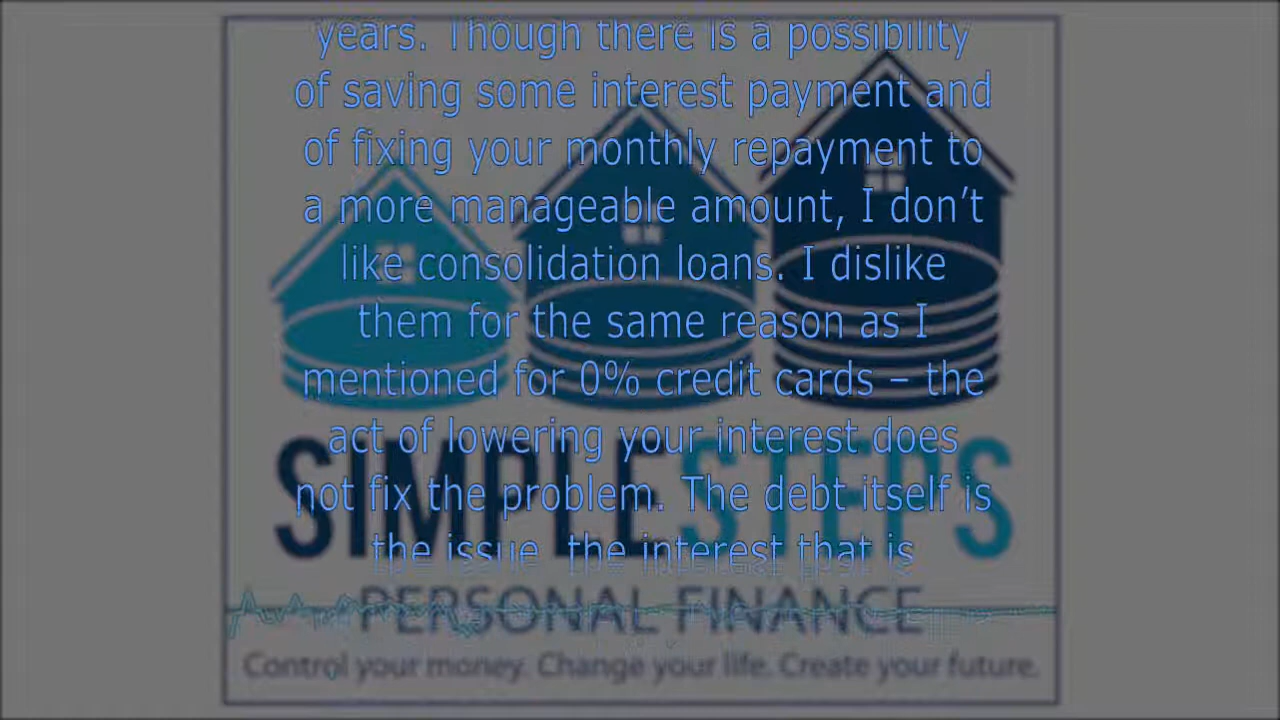 years. Though there is a possibility
of saving some interest payment and
of fixing your monthly repayment to
a more manageable amount, I don’t
like consolidation loans. I dislike
them for the same reason as I
mentioned for 0% credit cards – the
act of lowering your interest does
not fix the problem. The debt itself is
the issue the interest that is
SIMPLESTEPS
PERSONAL FINANCE
Control your money. Change your life. Create your future.